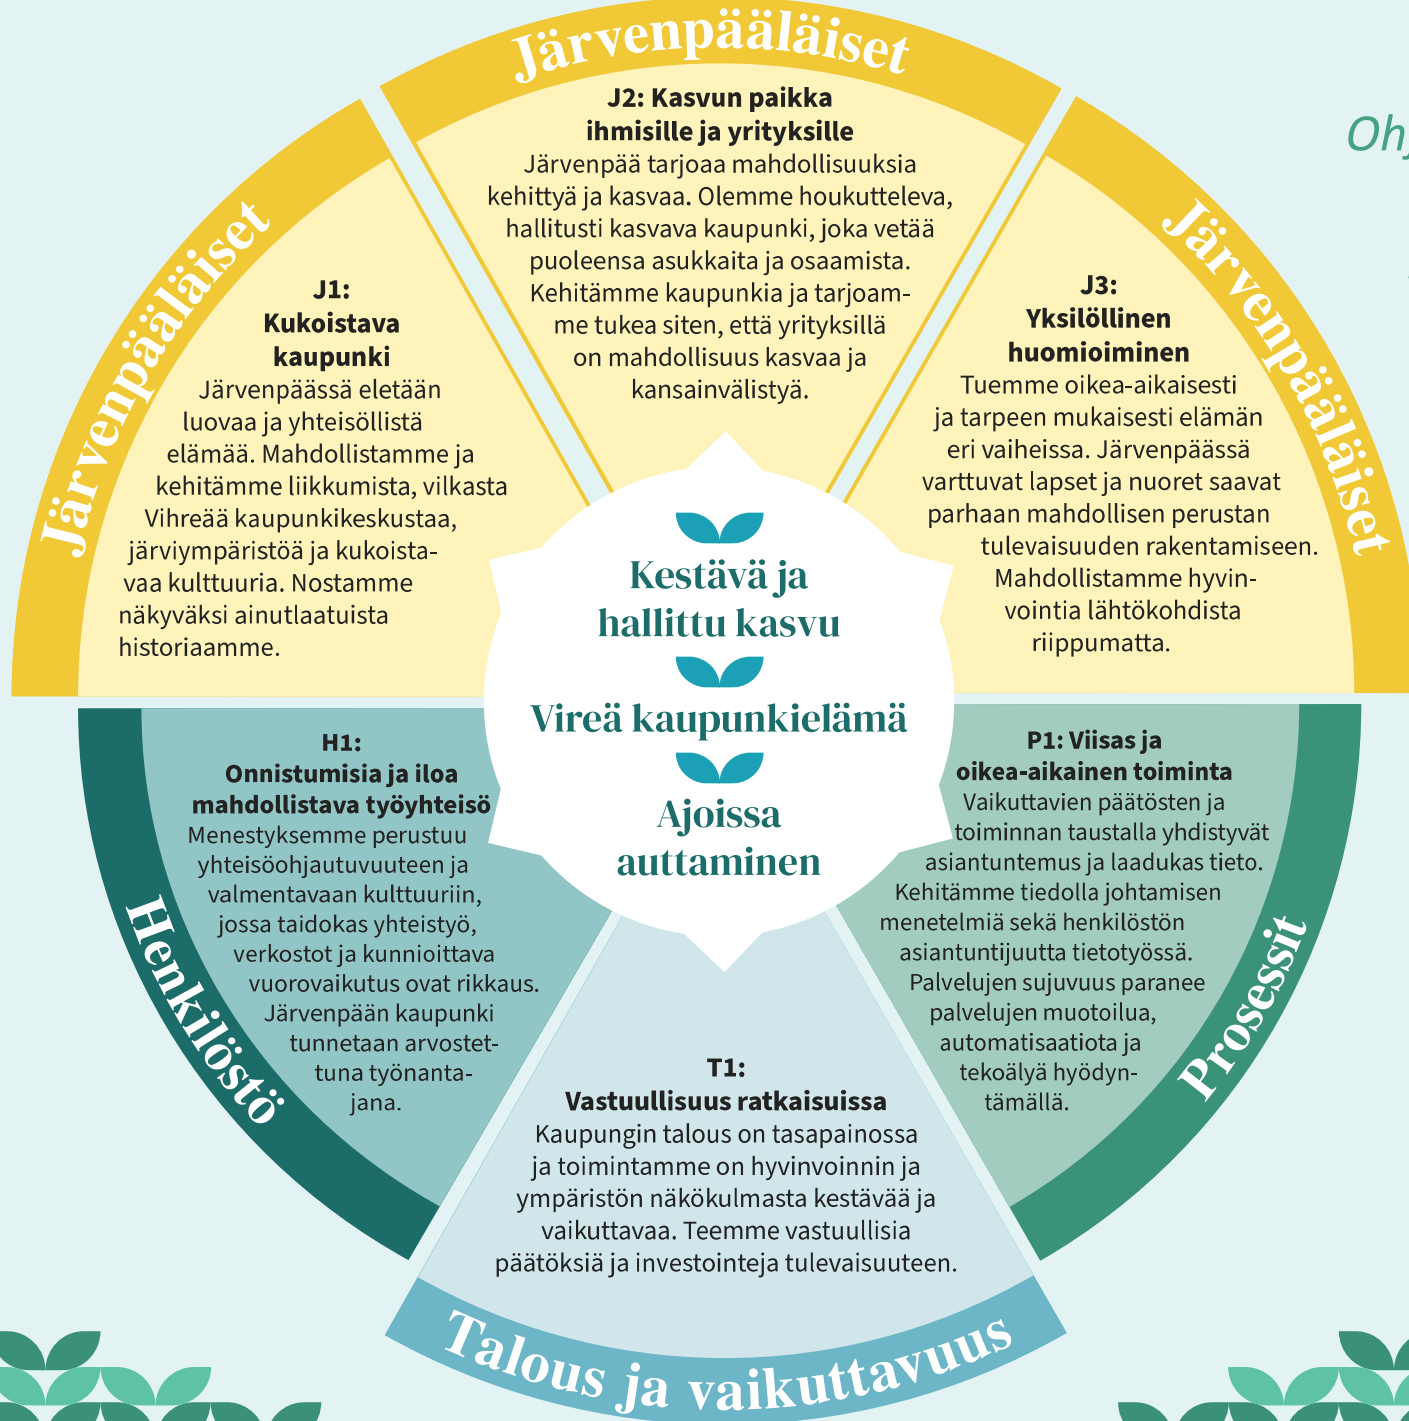 Järvenpääläiset
J2: Kasvun paikka
ihmisille ja yrityksille
Järvenpää tarjoaa mahdollisuuksia
kehittyä ja kasvaa. Olemme houkutteleva,
hallitusti kasvava kaupunki, joka vetää
puoleensa asukkaita ja osaamista.
Kehitämme kaupunkia ja tarjoam-
me tukea siten, että yrityksillä
on mahdollisuus kasvaa ja
kansainvälistyä.
Järvenpääläiset
J1:
Kukoistava
kaupunki
Järvenpäässä eletään
luovaa ja yhteisöllistä
elämää. Mahdollistamme ja
kehitämme liikkumista, vilkasta
Vihreää kaupunkikeskustaa,
järviympäristöä ja kukoista-
vaa kulttuuria. Nostamme
näkyväksi ainutlaatuista
historiaamme.
Järvenpääläiset
J3:
Yksilöllinen
huomioiminen
Tuemme oikea-aikaisesti
ja tarpeen mukaisesti elämän
eri vaiheissa. Järvenpäässä
varttuvat lapset ja nuoret saavat
parhaan mahdollisen perustan
tulevaisuuden rakentamiseen.
Mahdollistamme hyvin-
vointia lähtökohdista
riippumatta.
Kestävä ja
hallittu kasvu
Vireä kaupunkielämä
Ajoissa
auttaminen
H1:
Onnistumisia ja iloa
mahdollistava työyhteisö
Menestyksemme perustuu
yhteisöohjautuvuuteen ja
valmentavaan kulttuuriin,
jossa taidokas yhteistyö,
verkostot ja kunnioittava
vuorovaikutus ovat rikkaus.
Järvenpään kaupunki
tunnetaan arvostet-
tuna työnanta-
jana.
Henkilöstö
P1: Viisas ja
oikea-aikainen toiminta
Vaikuttavien päätösten ja
toiminnan taustalla yhdistyvät
asiantuntemus ja laadukas tieto.
Kehitämme tiedolla johtamisen
menetelmiä sekä henkilöstön
asiantuntijuutta tietotyössä.
Palvelujen sujuvuus paranee
palvelujen muotoilua,
automatisaatiota ja
tekoälyä hyödyn-
tämällä.
Prosessit
T1:
Vastuullisuus ratkaisuissa
Kaupungin talous on tasapainossa
ja toimintamme on hyvinvoinnin ja
ympäristön näkökulmasta kestävää ja
vaikuttavaa. Teemme vastuullisia
päätöksiä ja investointeja tulevaisuuteen.
Talous ja vaikuttavuus